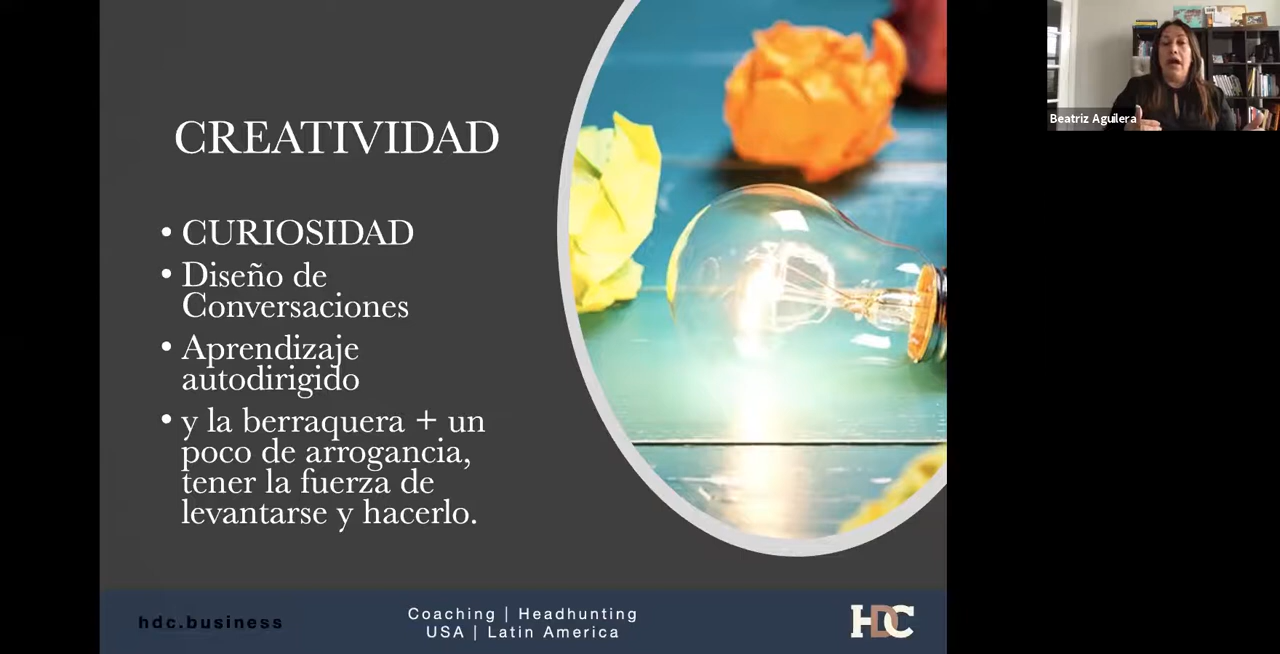 CREATIVIDAD
• CURIOSIDAD
• Diseño de
Conversaciones
• Aprendizaje
autodirigido
• y la berraquera + un
poco de arrogancia,
tener la fuerza de
levantarse y hacerlo.
hdc.business
Coaching | Headhunting
USA | Latin America
HDC
Beatriz Aguilera